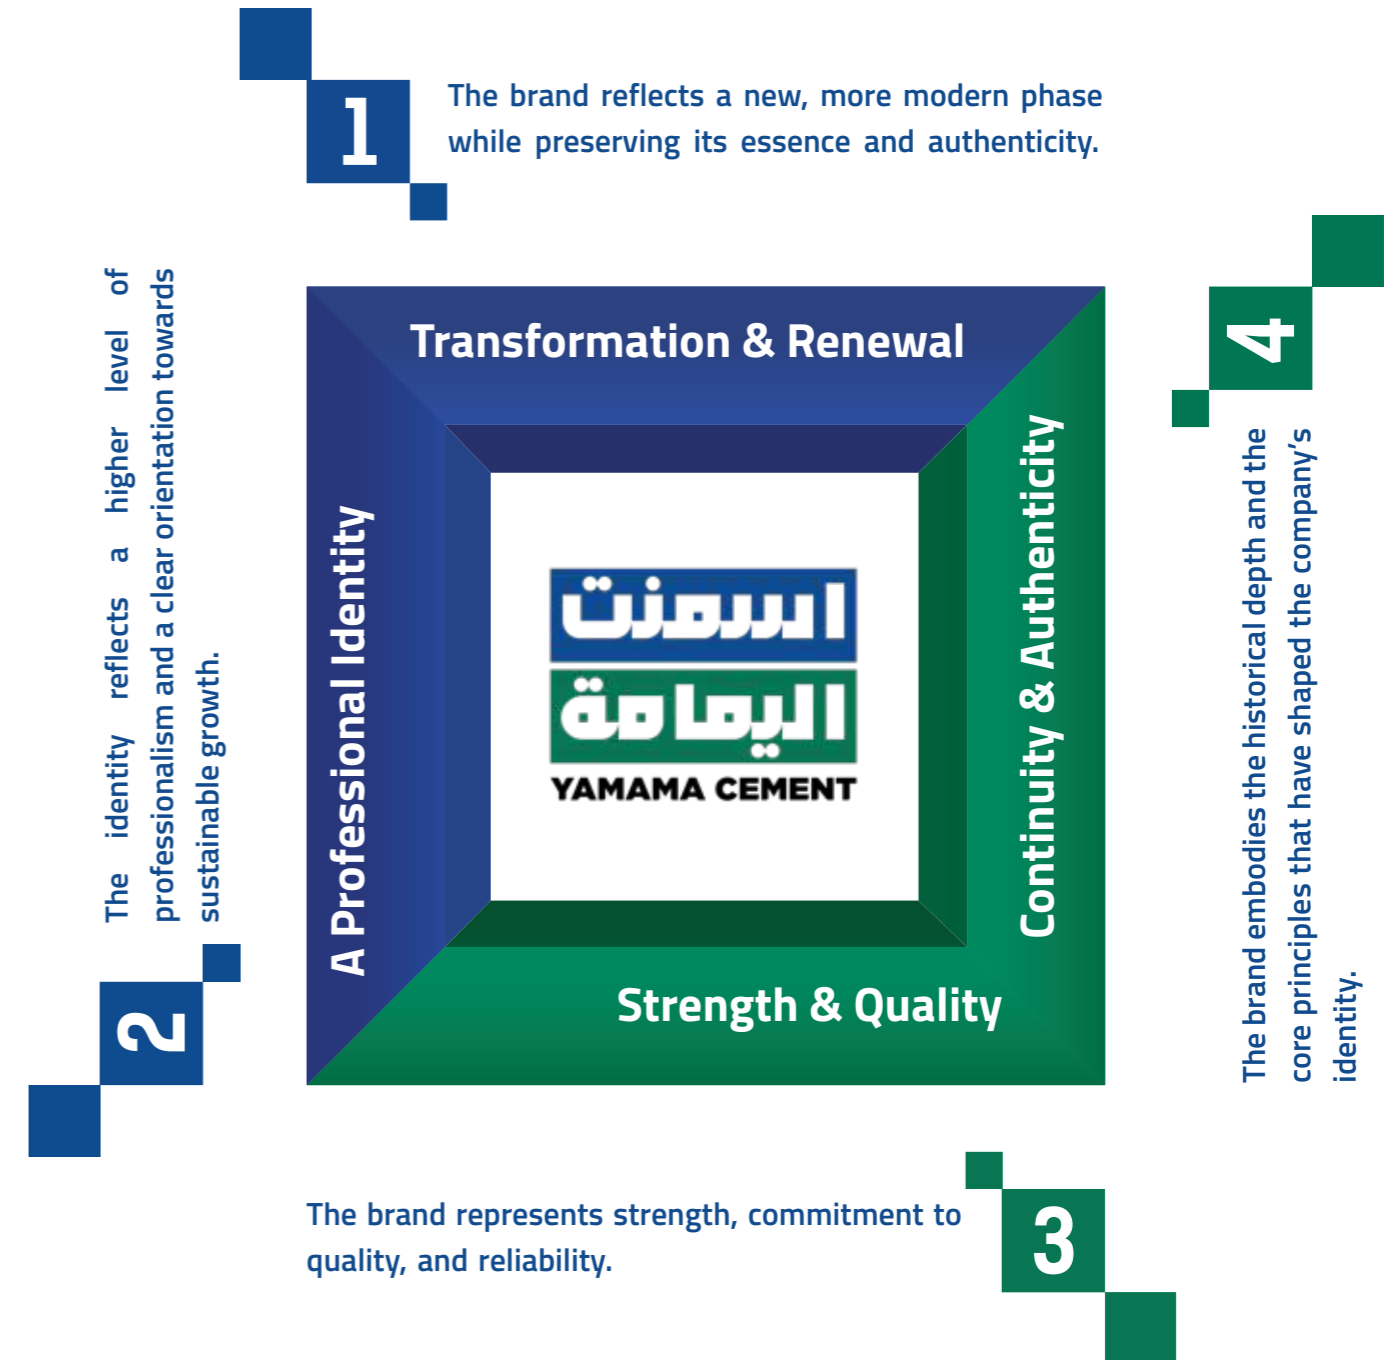 1
The brand reflects a new, more modern phase
while preserving its essence and authenticity.
Transformation & Renewal
2
The identity reflects a higher level of
professionalism and a clear orientation towards
sustainable growth.
A Professional Identity
اسمنت
اليمامة
YAMAMA CEMENT
Continuity & Authenticity
4
The brand embodies the historical depth and the
core principles that have shaped the company’s
identity.
Strength & Quality
3
The brand represents strength, commitment to
quality, and reliability.